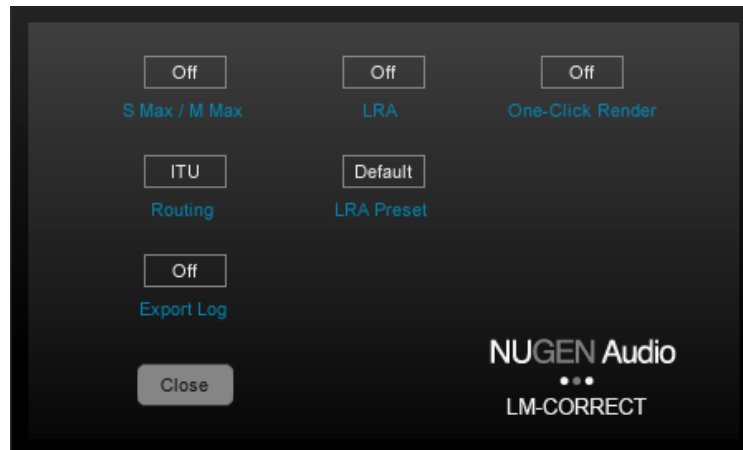 Off Off Off
S Max / M Max LRA One-Click Render
ITU Default
Routing LRA Preset
Off
Export Log
NUGEN Audio
Close
LM-CORRECT